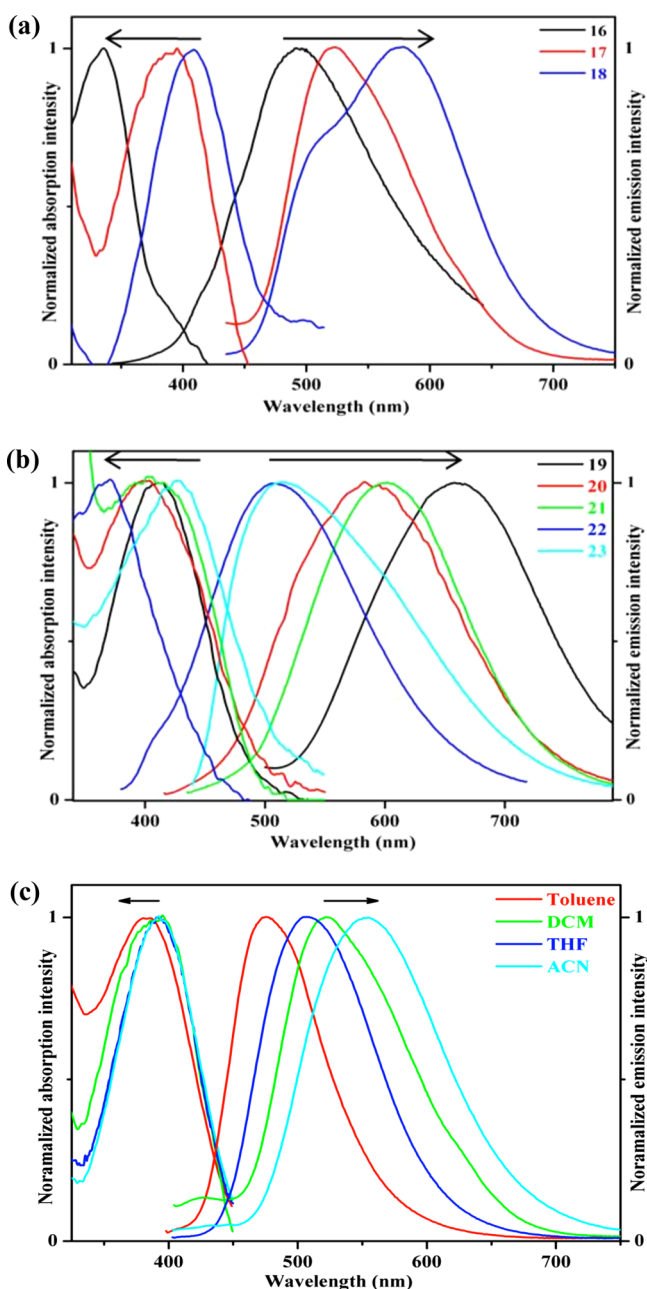 (a)
16
17
18
1
1
0
0
Normalized absorption intensity
Normalized emission intensity
400
500
600
700
Wavelength (nm)
(b)
19
20
21
22
23
1
1
0
0
Normalized absorption intensity
Normalized emission intensity
400
500
600
700
Wavelength (nm)
(c)
Toluene
DCM
THF
ACN
1
1
0
0
Noramalized absorption intensity
Noramalized emission intensity
400
500
600
700
Wavelength (nm)